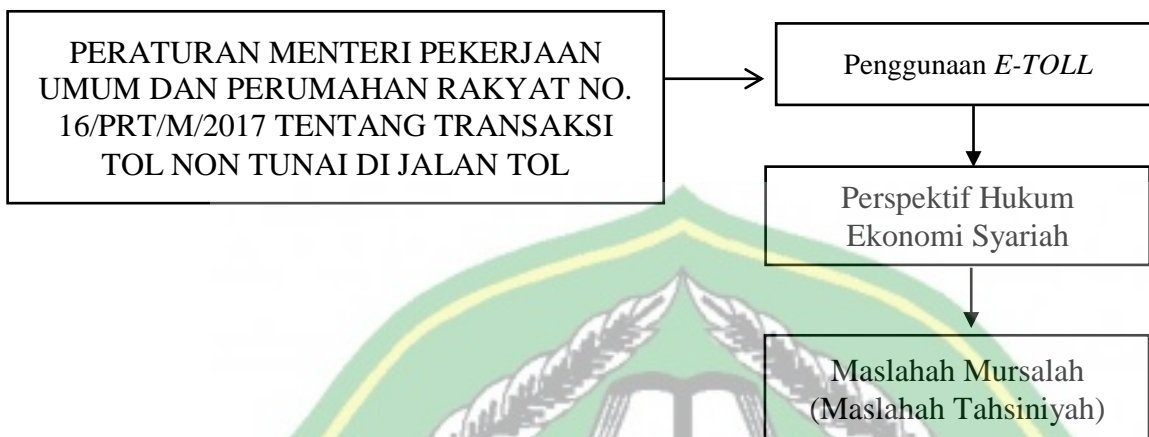 PERATURAN MENTERI PEKERJAAN
UMUM DAN PERUMAHAN RAKYAT NO.
16/PRT/M/2017 TENTANG TRANSAKSI
TOL NON TUNAI DI JALAN TOL
Penggunaan E-TOLL
Perspektif Hukum
Ekonomi Syariah
Maslahah Mursalah
(Maslahah Tahsiniyah)